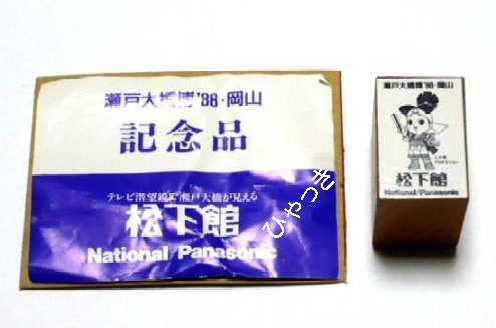 瀬戸大橋博'88・岡山
記念品
テレビ潜望鏡で瀬戸大橋が見える
松下館
National/Panasonic
ひゃっき
瀬戸大橋博'88・岡山
松下館
National/Panasonic